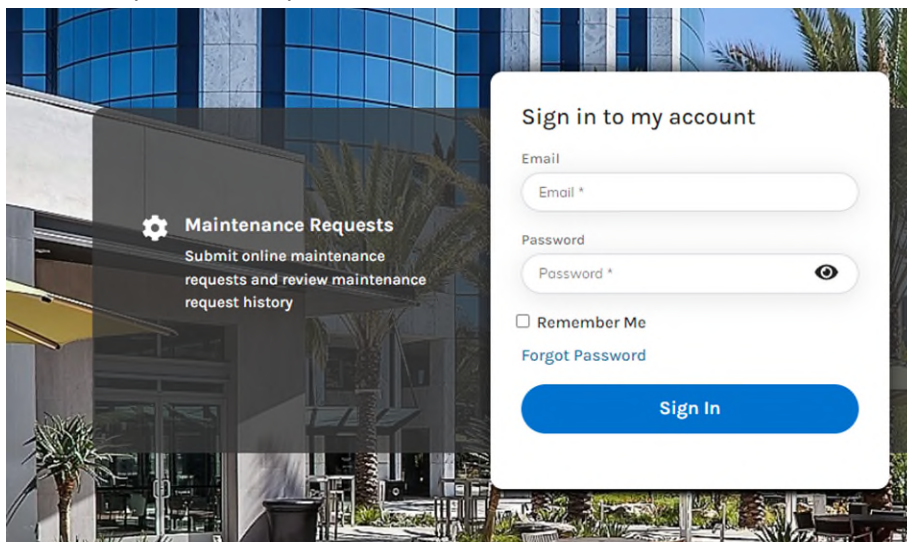 Maintenance Requests
Submit online maintenance
requests and review maintenance
request history
Sign in to my account
Email
Email *
Password
Password *
Remember Me
Forgot Password
Sign In